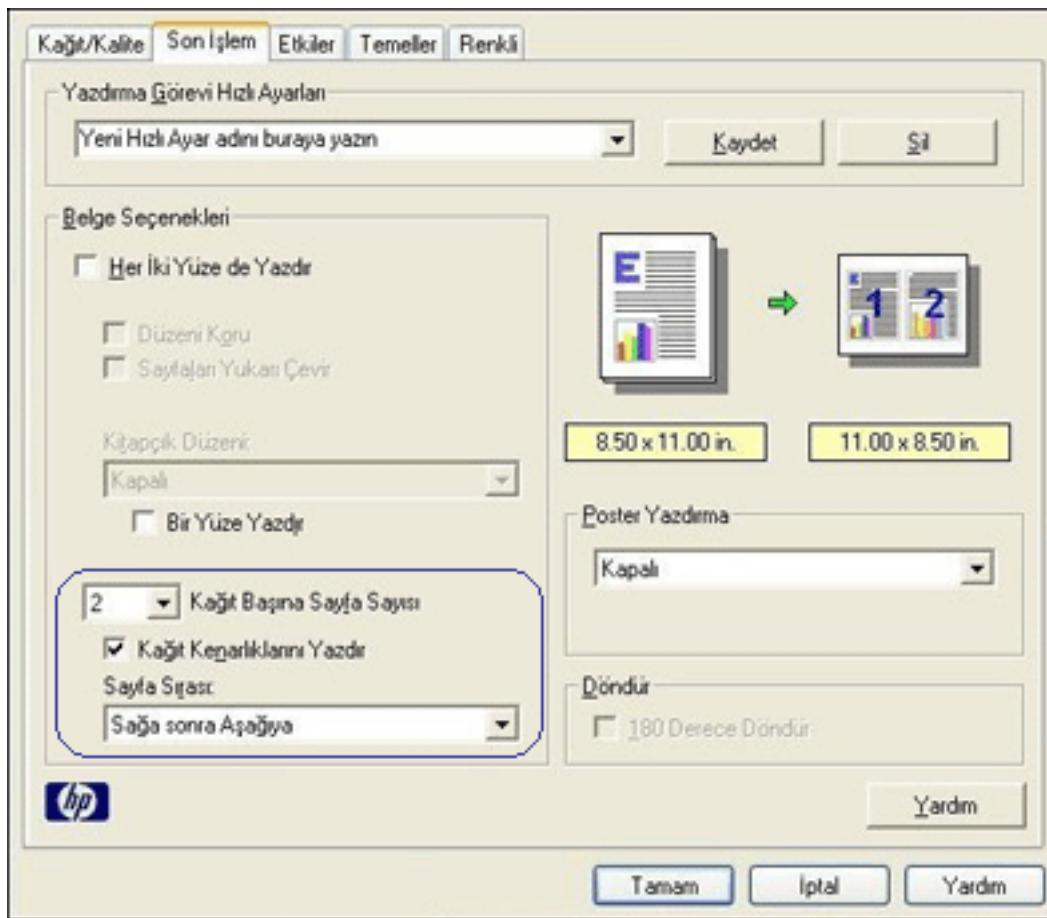 Kağıt/Kalite Son İşlem Etkiler Temeller Renkli
Yazdırma Görevi Hızlı Ayarları
Yeni Hızlı Ayar adını buraya yazın Kaydet Sil
Belge Seçenekleri
Her İki Yüze de Yazdır
Düzeni Koru
Sayfaları Yukarı Çevir
Kitapçık Düzeni:
Kapalı
Bir Yüze Yazdır
2 Kağıt Başına Sayfa Sayısı
Kağıt Kenarlıklarını Yazdır
Sayfa Sırası:
Sağa sonra Aşağıya
E
1 2
8.50 x 11.00 in. 11.00 x 8.50 in.
Poster Yazdırma
Kapalı
Döndür
180 Derece Döndür
hp
Yardım
Tamam İptal Yardım